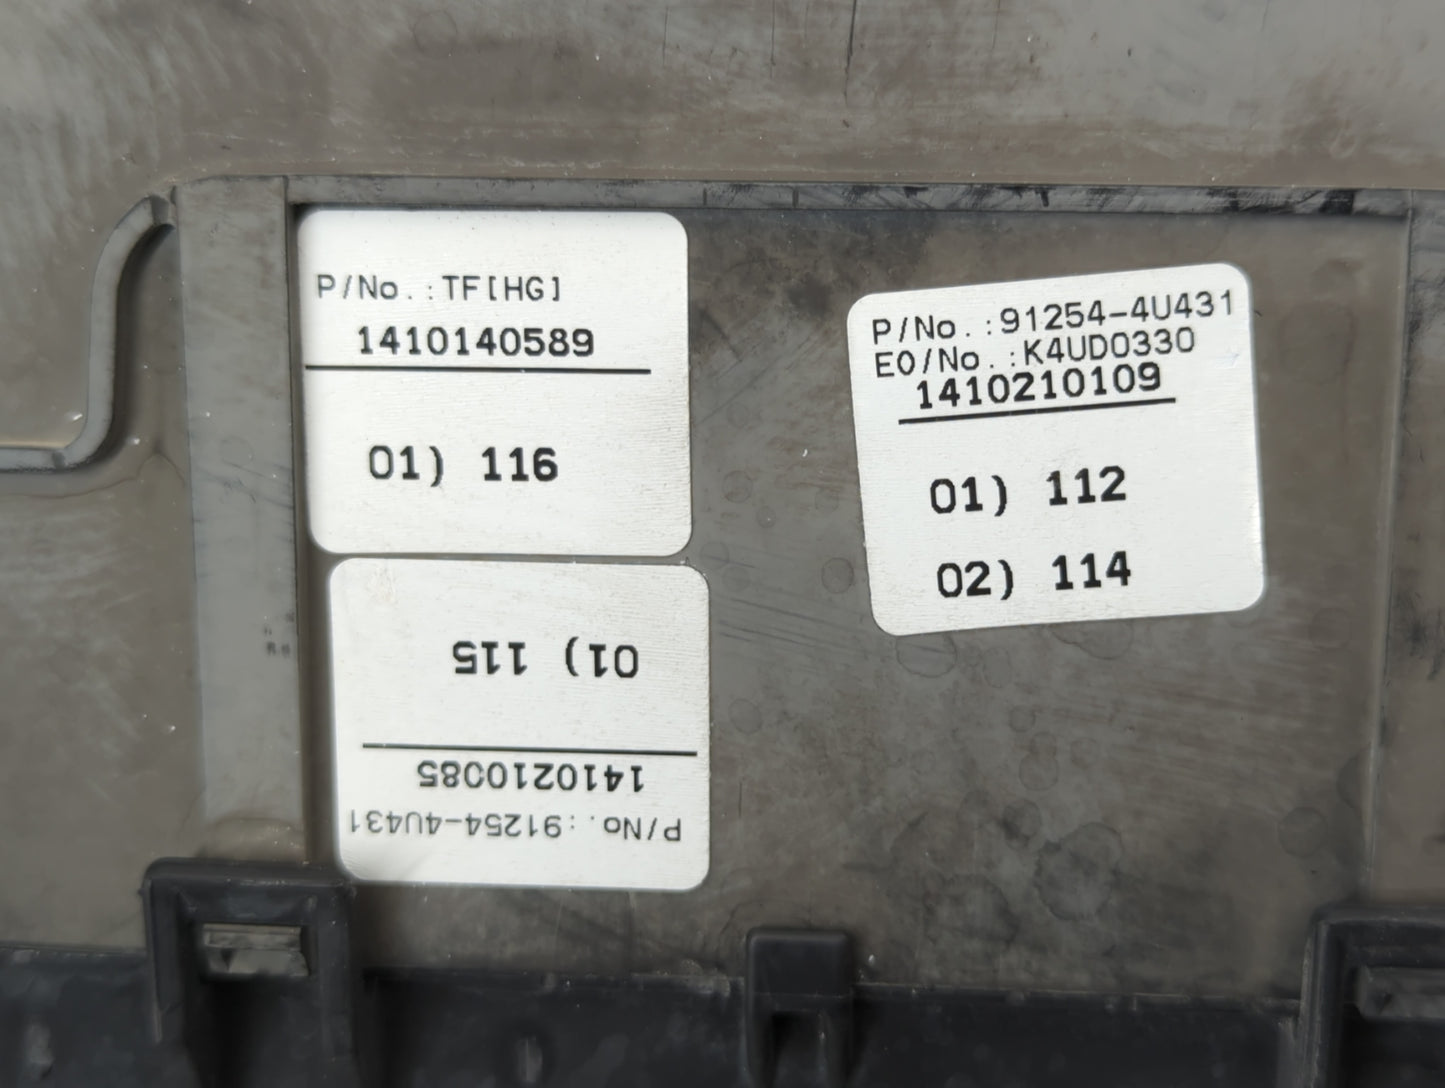 P/No.:TF[HG]
1410140589
01) 116
P/No.:91254-4U431
EO/No.:K4UD0330
1410210109
01) 112
02) 114
P/No.:91254-4U431
1410210085
01) 115